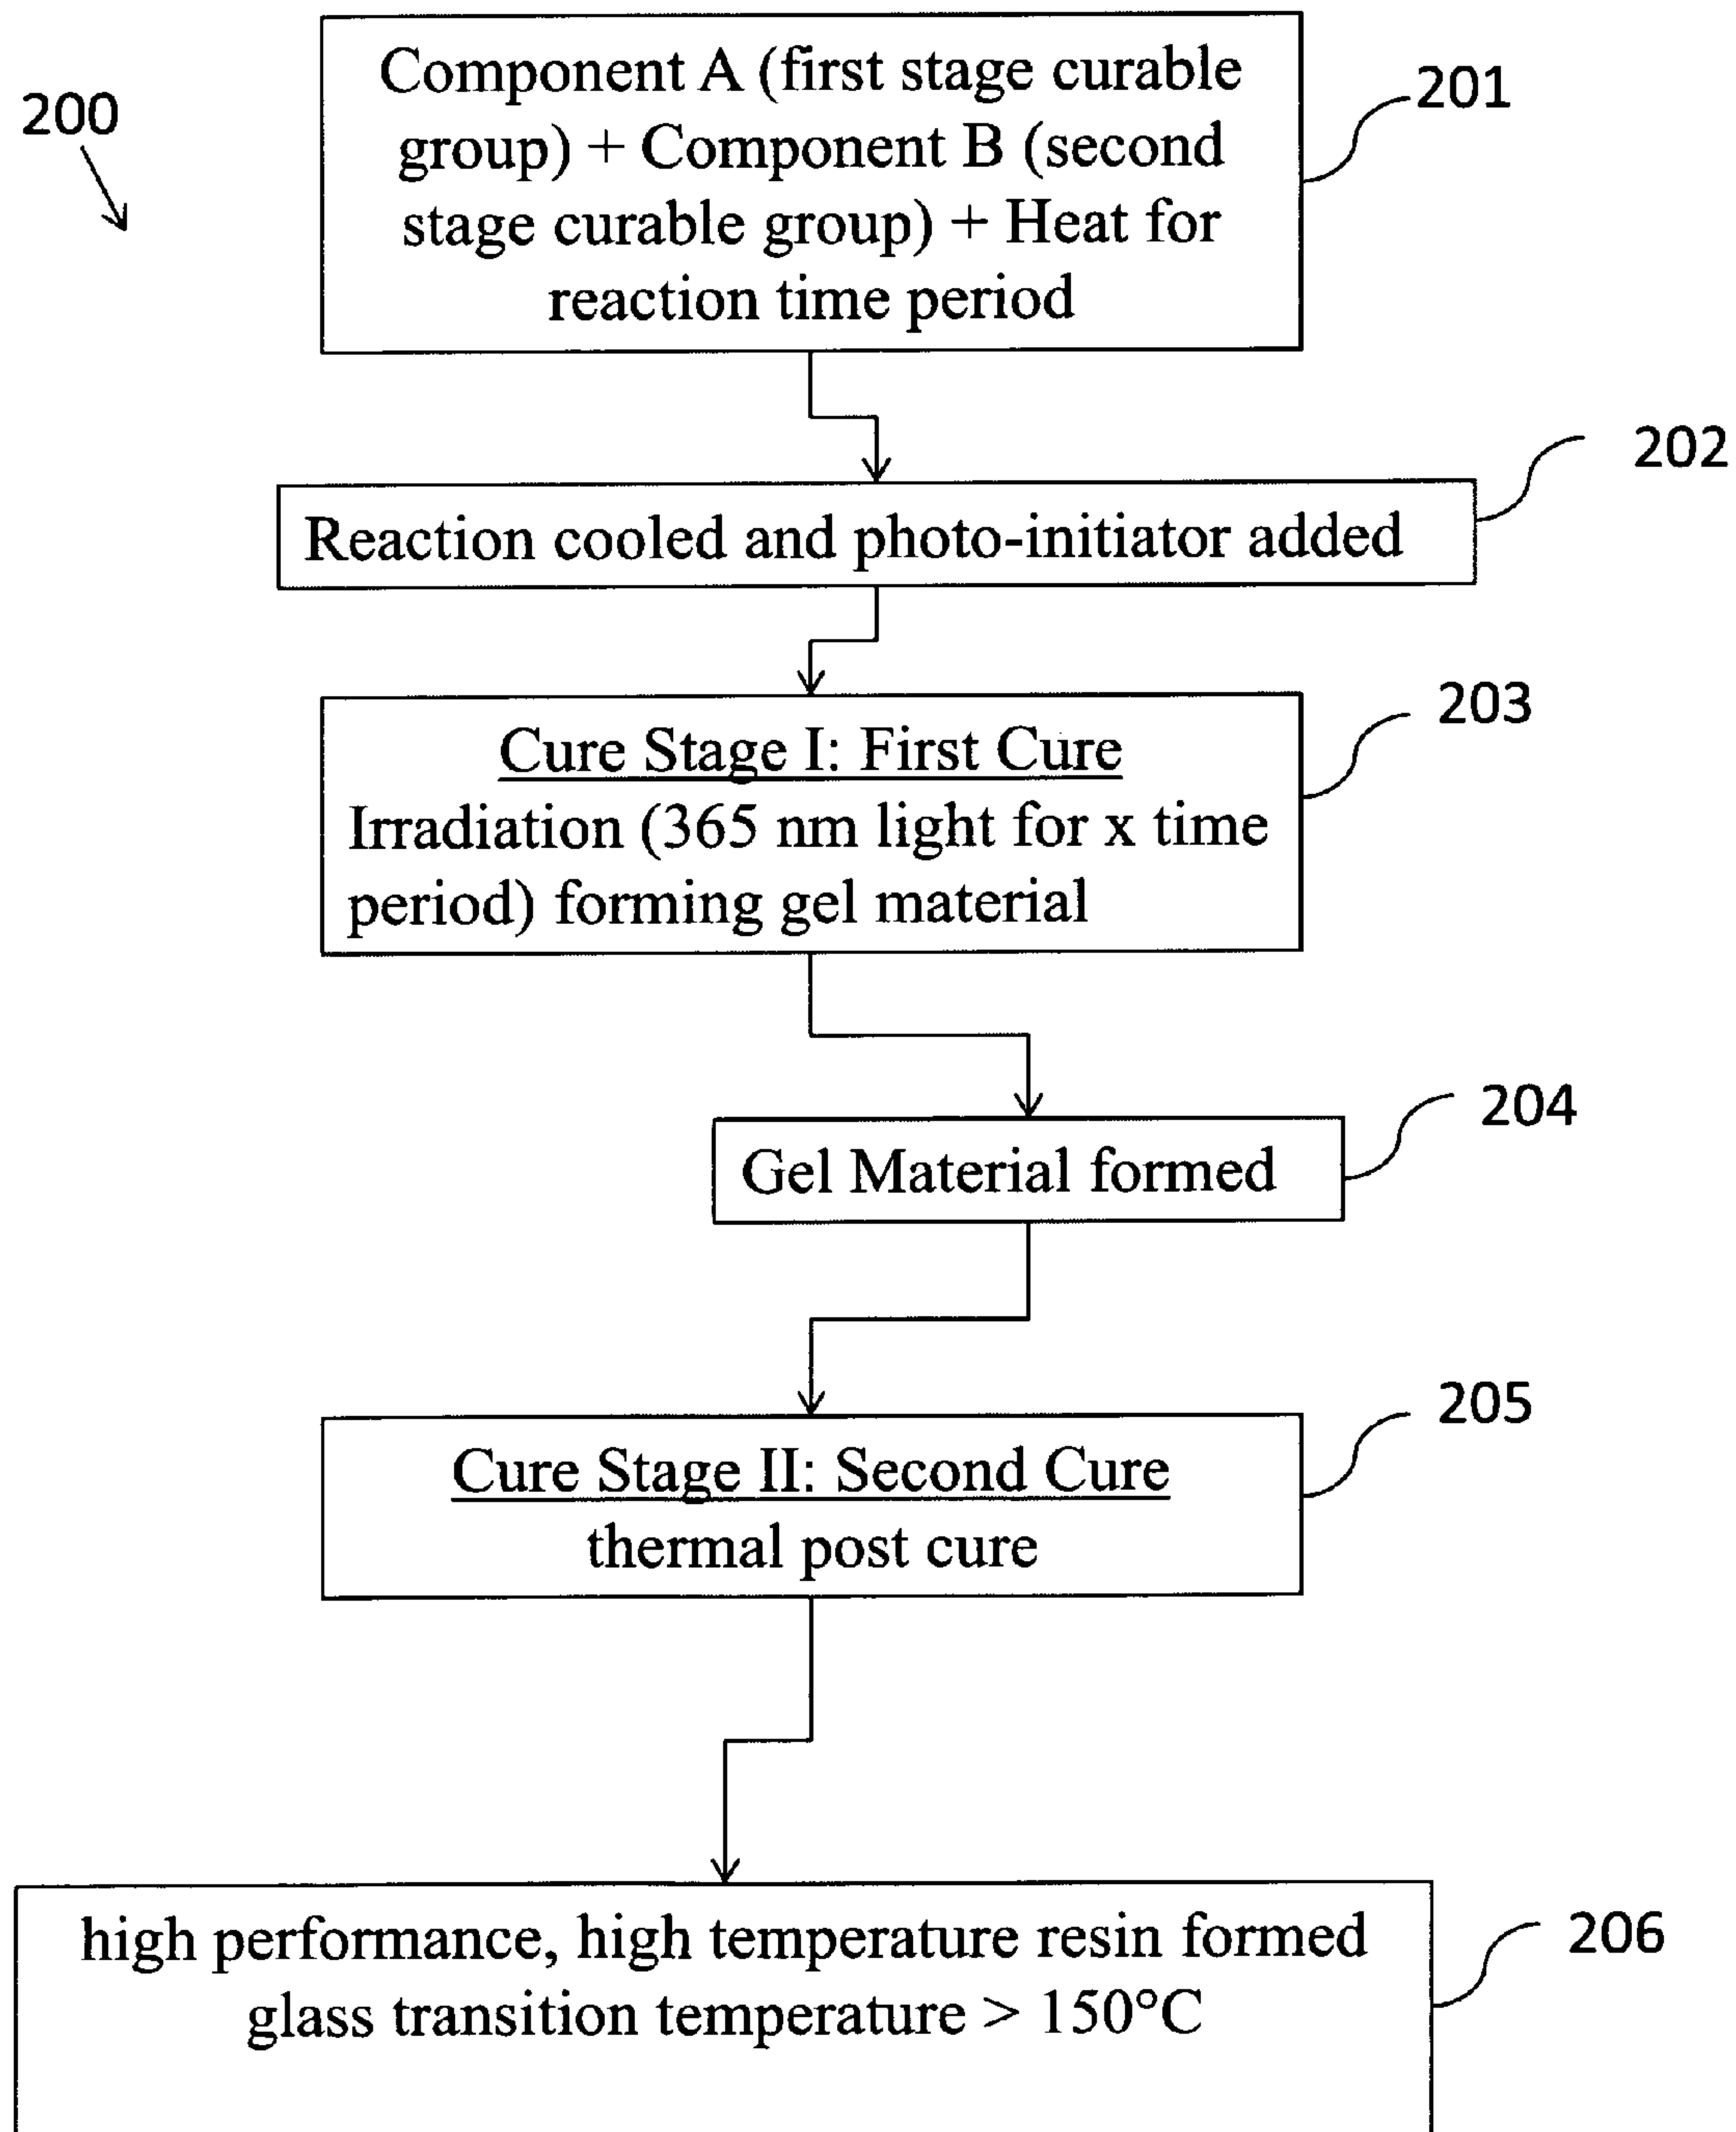 200
Component A (first stage curable
group) + Component B (second
stage curable group) + Heat for
reaction time period
201
Reaction cooled and photo-initiator added
202
Cure Stage I: First Cure
Irradiation (365 nm light for x time
period) forming gel material
203
Gel Material formed
204
Cure Stage II: Second Cure
thermal post cure
205
high performance, high temperature resin formed
glass transition temperature > 150°C
206